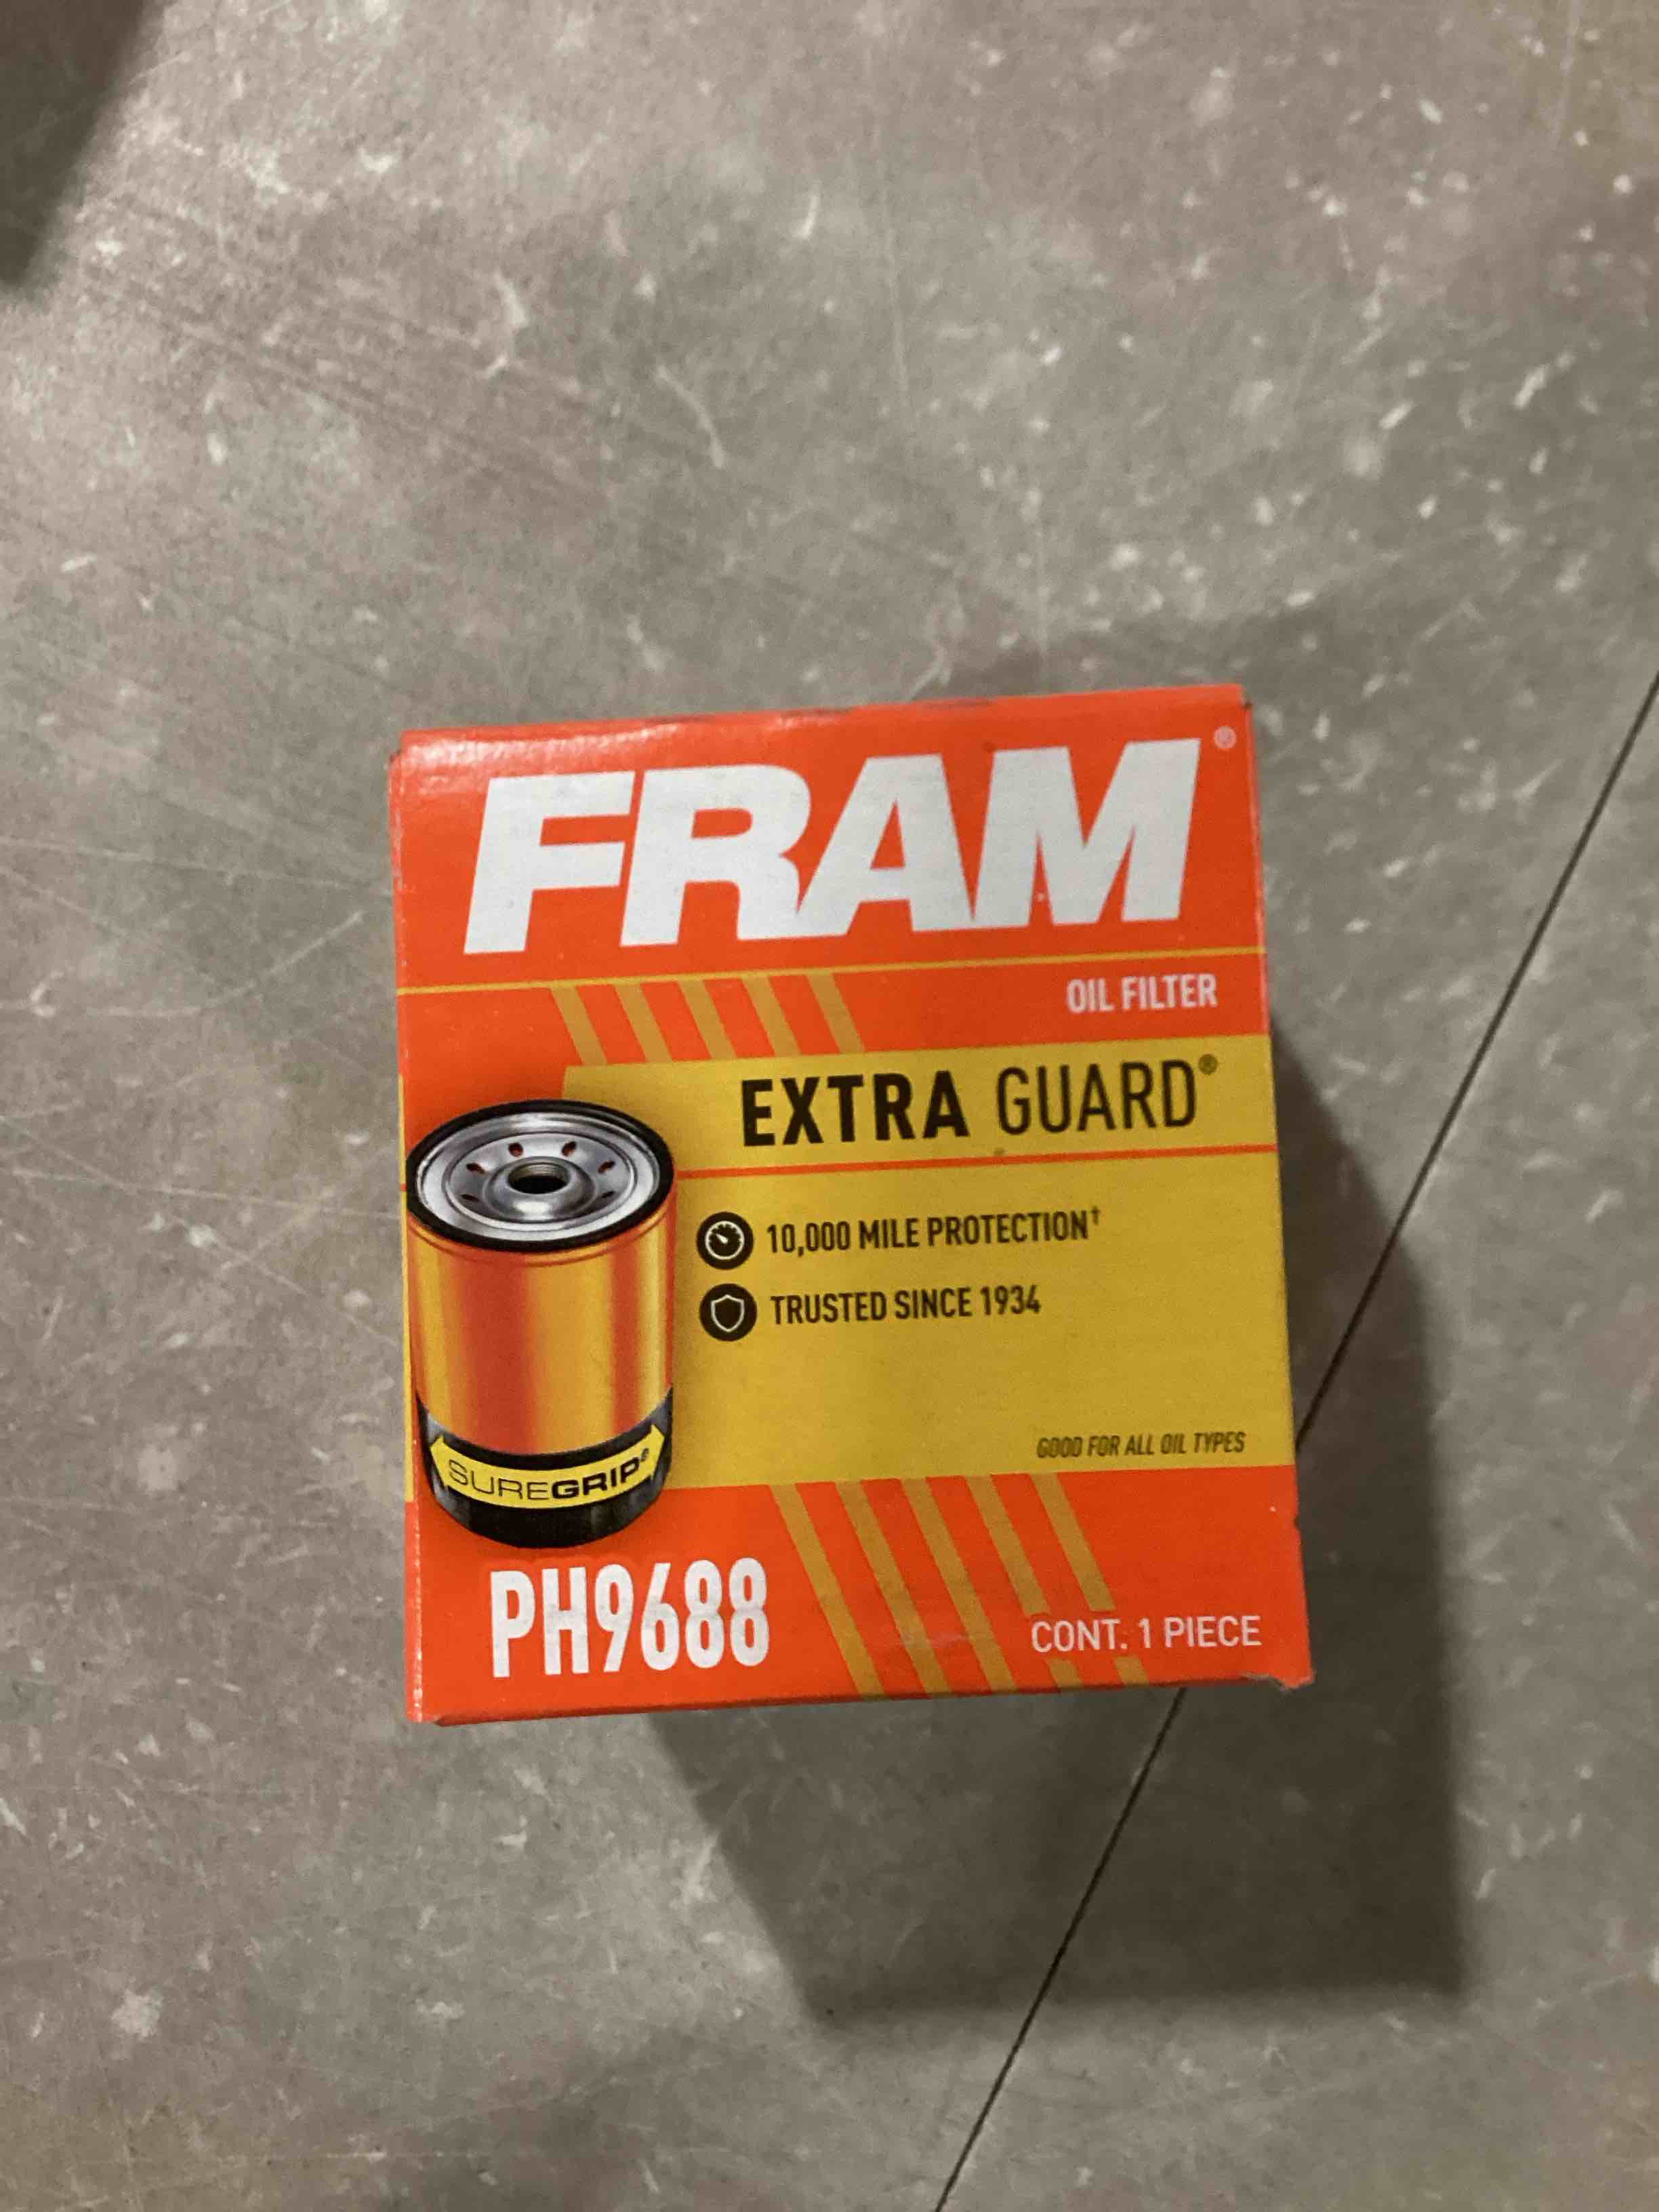 FRAM®
OIL FILTER
EXTRA GUARD®
10,000 MILE PROTECTION†
TRUSTED SINCE 1934
GOOD FOR ALL OIL TYPES
SUREGRIP®
PH9688
CONT. 1 PIECE